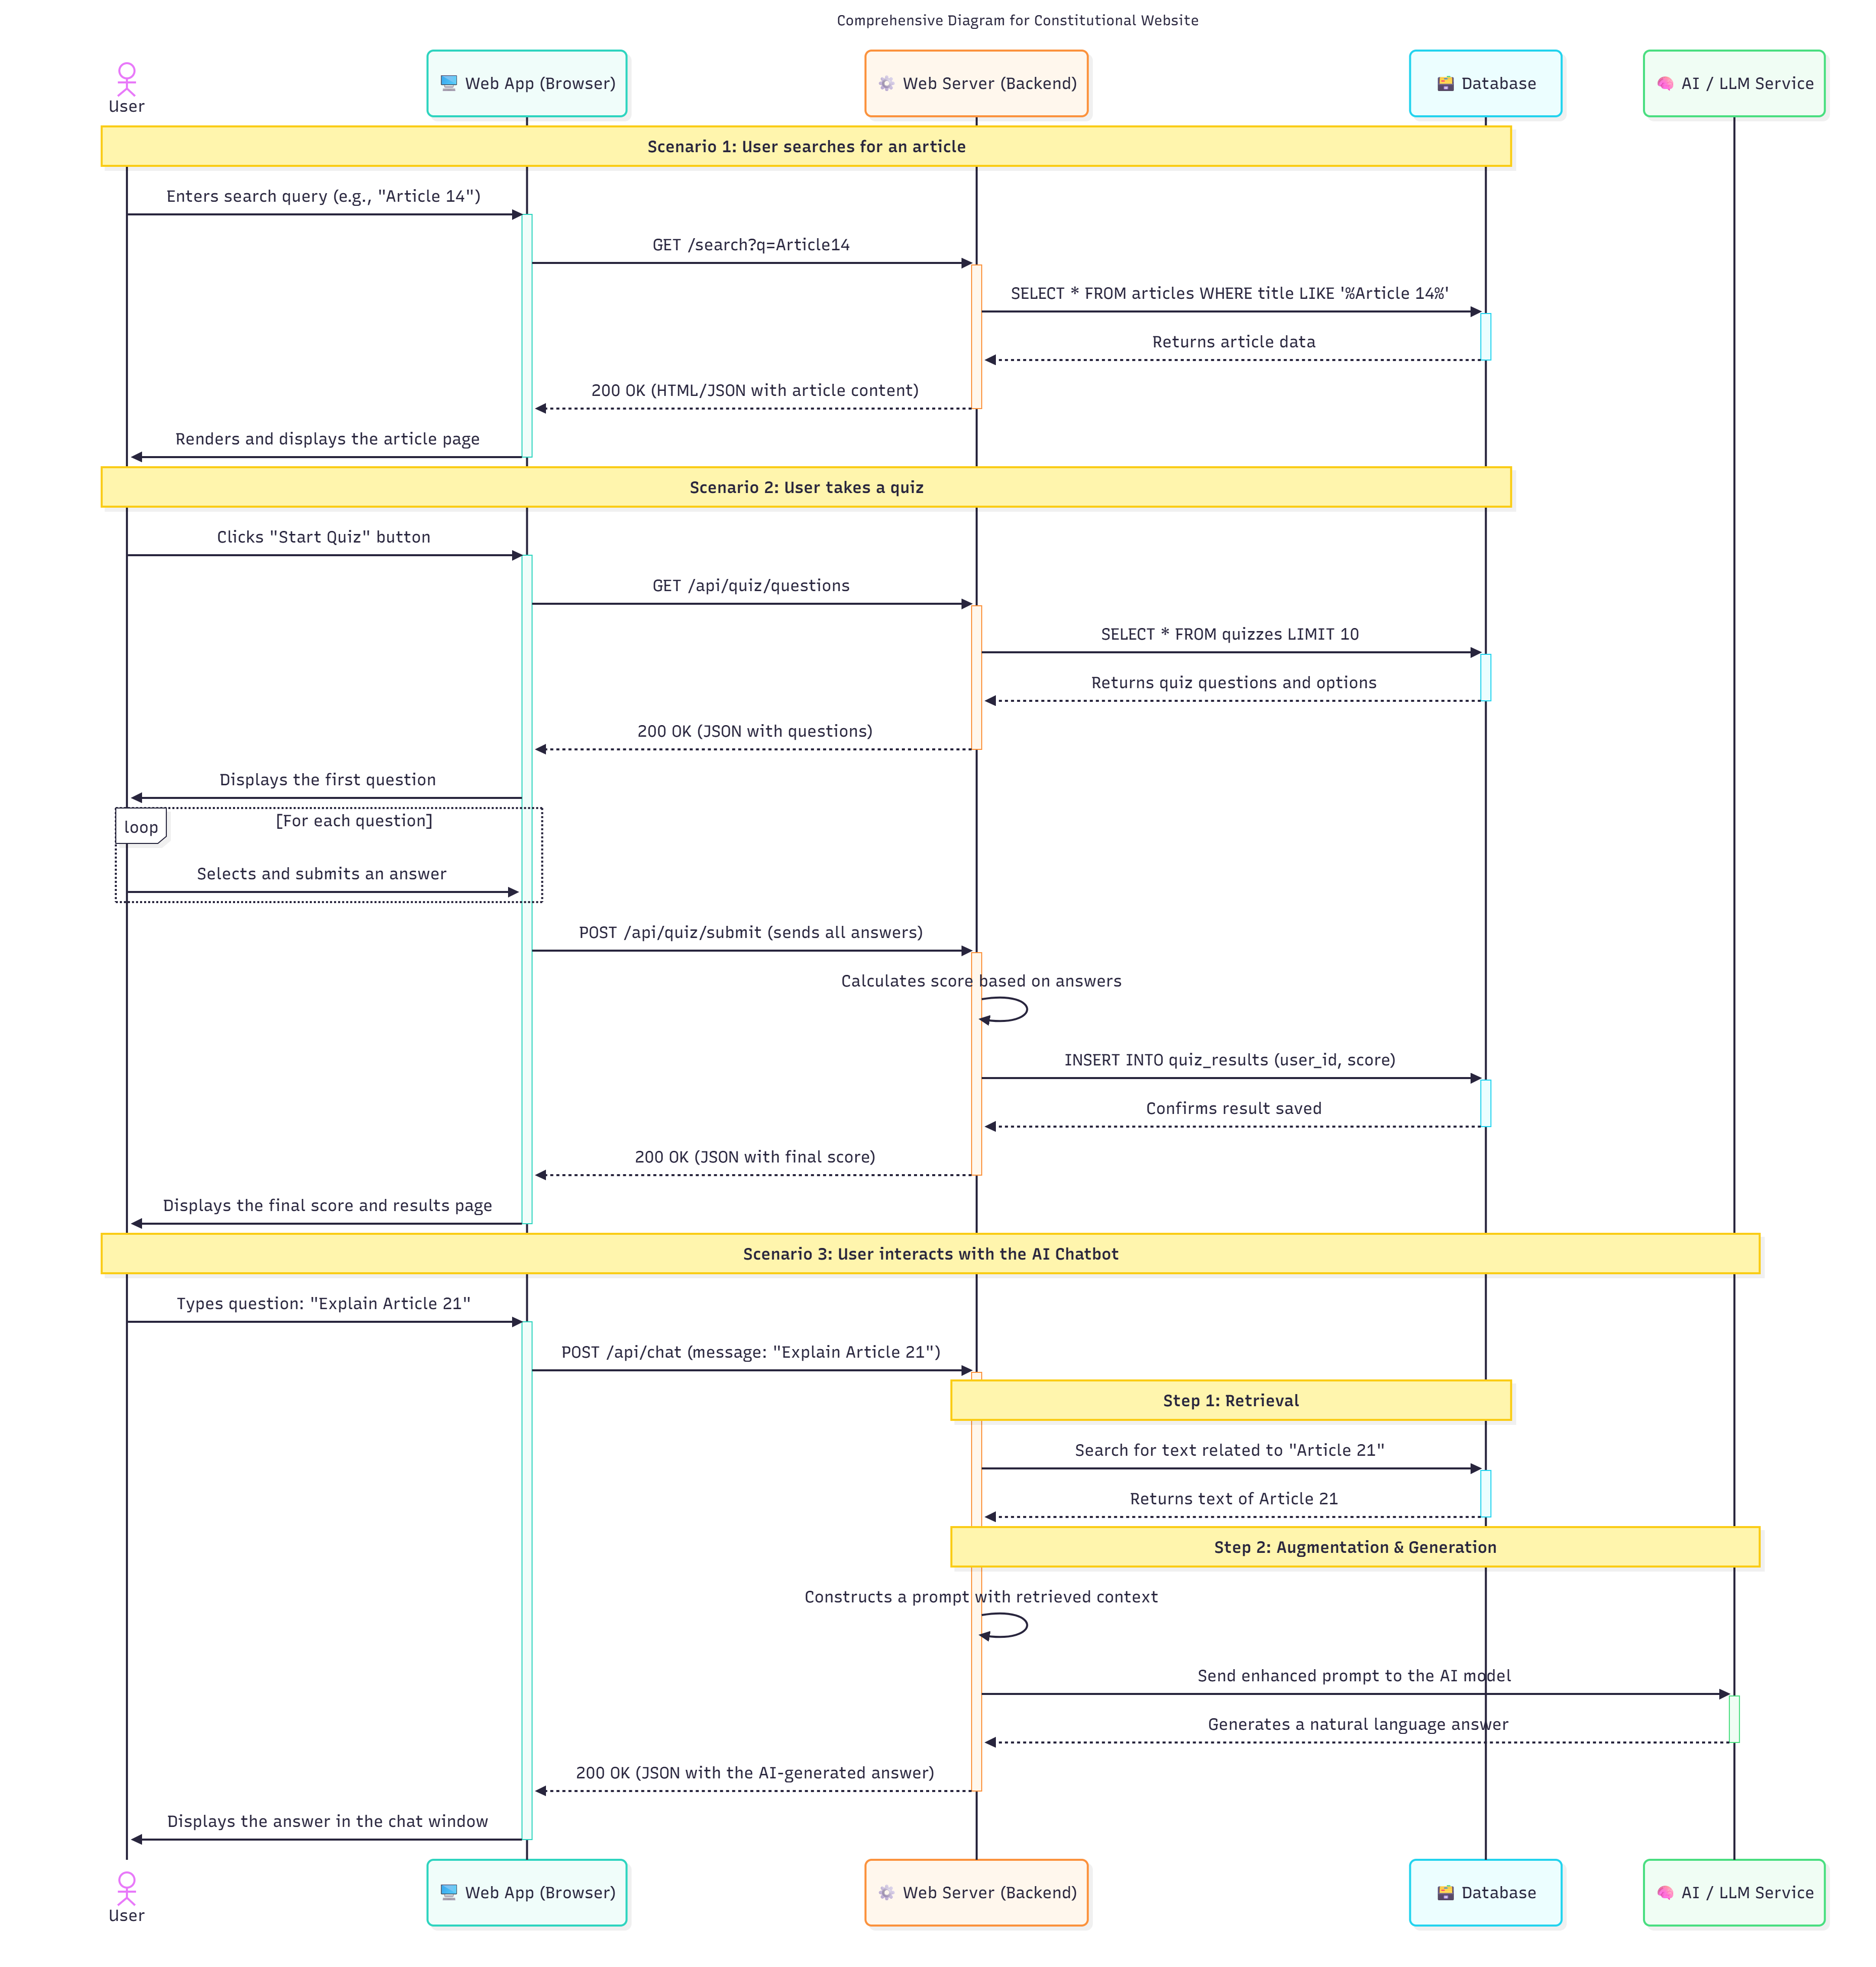 Comprehensive Diagram for Constitutional Website
User
Web App (Browser)
Web Server (Backend)
Database
AI / LLM Service
Scenario 1: User searches for an article
Enters search query (e.g., "Article 14")
GET /search?q=Article14
SELECT * FROM articles WHERE title LIKE '%Article 14%'
Returns article data
200 OK (HTML/JSON with article content)
Renders and displays the article page
Scenario 2: User takes a quiz
Clicks "Start Quiz" button
GET /api/quiz/questions
SELECT * FROM quizzes LIMIT 10
Returns quiz questions and options
200 OK (JSON with questions)
Displays the first question
loop
[For each question]
Selects and submits an answer
POST /api/quiz/submit (sends all answers)
Calculates score based on answers
INSERT INTO quiz_results (user_id, score)
Confirms result saved
200 OK (JSON with final score)
Displays the final score and results page
Scenario 3: User interacts with the AI Chatbot
Types question: "Explain Article 21"
POST /api/chat (message: "Explain Article 21")
Step 1: Retrieval
Search for text related to "Article 21"
Returns text of Article 21
Step 2: Augmentation & Generation
Constructs a prompt with retrieved context
Send enhanced prompt to the AI model
Generates a natural language answer
200 OK (JSON with the AI-generated answer)
Displays the answer in the chat window
User
Web App (Browser)
Web Server (Backend)
Database
AI / LLM Service